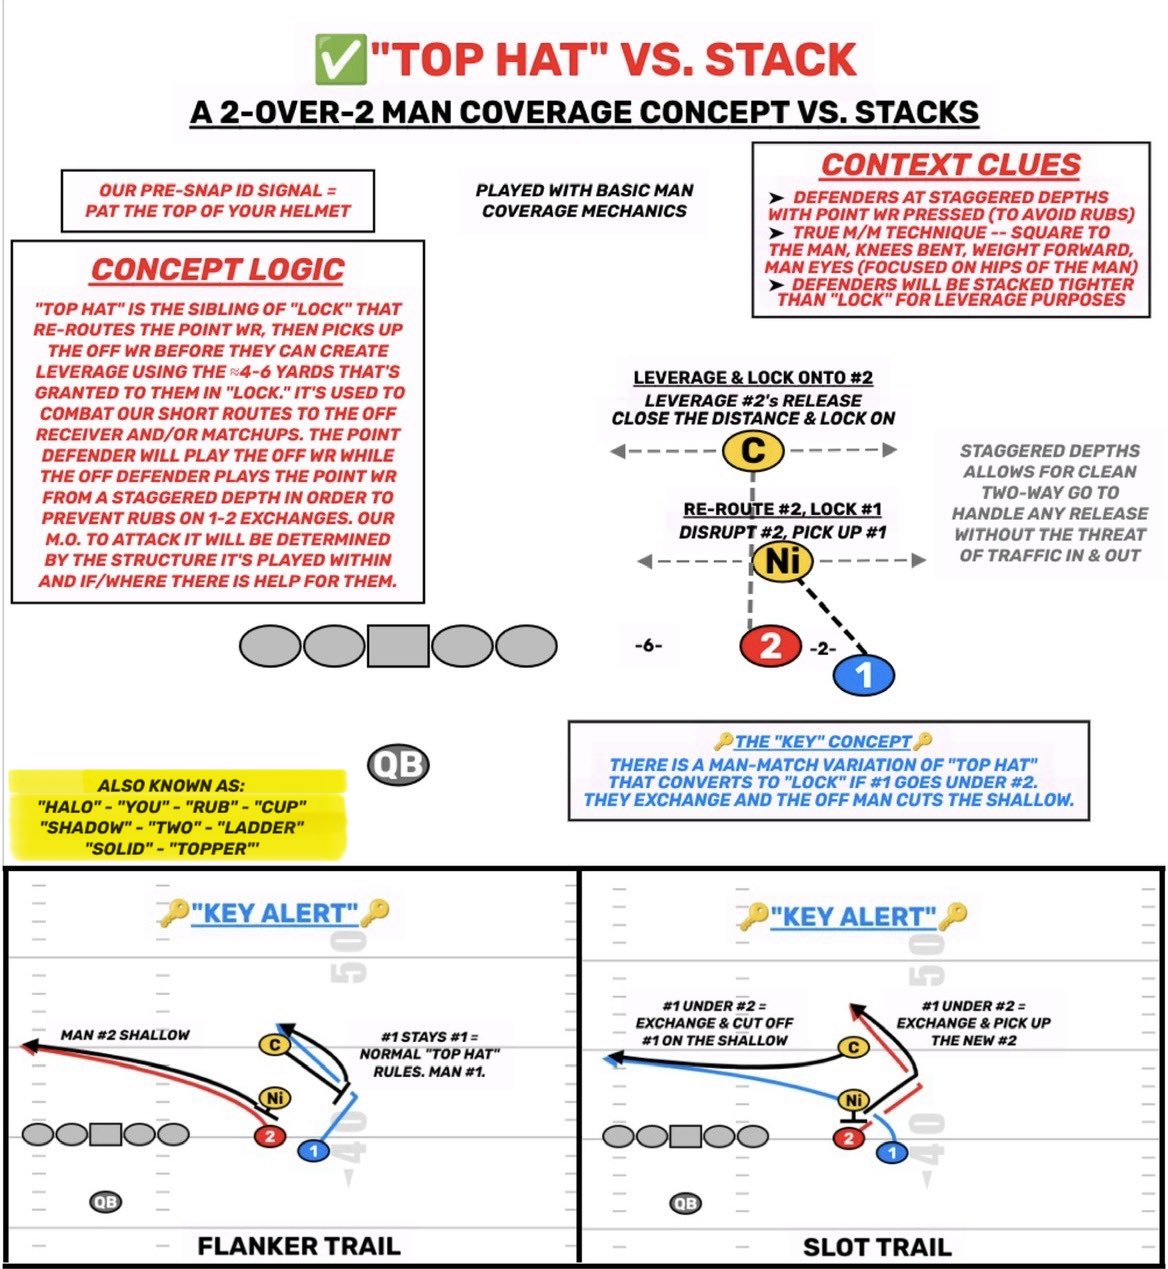 ✅"TOP HAT" VS. STACK
A 2-OVER-2 MAN COVERAGE CONCEPT VS. STACKS
OUR PRE-SNAP ID SIGNAL =
PAT THE TOP OF YOUR HELMET
PLAYED WITH BASIC MAN
COVERAGE MECHANICS
CONTEXT CLUES
➤ DEFENDERS AT STAGGERED DEPTHS
WITH POINT WR PRESSED (TO AVOID RUBS)
➤ TRUE M/M TECHNIQUE -- SQUARE TO
THE MAN, KNEES BENT, WEIGHT FORWARD,
MAN EYES (FOCUSED ON HIPS OF THE MAN)
➤ DEFENDERS WILL BE STACKED TIGHTER
THAN "LOCK" FOR LEVERAGE PURPOSES
CONCEPT LOGIC
"TOP HAT" IS THE SIBLING OF "LOCK" THAT
RE-ROUTES THE POINT WR, THEN PICKS UP
THE OFF WR BEFORE THEY CAN CREATE
LEVERAGE USING THE ≈4-6 YARDS THAT'S
GRANTED TO THEM IN "LOCK." IT'S USED TO
COMBAT OUR SHORT ROUTES TO THE OFF
RECEIVER AND/OR MATCHUPS. THE POINT
DEFENDER WILL PLAY THE OFF WR WHILE
THE OFF DEFENDER PLAYS THE POINT WR
FROM A STAGGERED DEPTH IN ORDER TO
PREVENT RUBS ON 1-2 EXCHANGES. OUR
M.O. TO ATTACK IT WILL BE DETERMINED
BY THE STRUCTURE IT'S PLAYED WITHIN
AND IF/WHERE THERE IS HELP FOR THEM.
LEVERAGE & LOCK ONTO #2
LEVERAGE #2's RELEASE
CLOSE THE DISTANCE & LOCK ON
C
RE-ROUTE #2, LOCK #1
DISRUPT #2, PICK UP #1
Ni
STAGGERED DEPTHS
ALLOWS FOR CLEAN
TWO-WAY GO TO
HANDLE ANY RELEASE
WITHOUT THE THREAT
OF TRAFFIC IN & OUT
-6-
2
-2-
1
QB
🔑THE "KEY" CONCEPT🔑
THERE IS A MAN-MATCH VARIATION OF "TOP HAT"
THAT CONVERTS TO "LOCK" IF #1 GOES UNDER #2.
THEY EXCHANGE AND THE OFF MAN CUTS THE SHALLOW.
ALSO KNOWN AS:
"HALO" - "YOU" - "RUB" - "CUP"
"SHADOW" - "TWO" - "LADDER"
"SOLID" - "TOPPER'"
🔑"KEY ALERT"🔑
50
MAN #2 SHALLOW
C
#1 STAYS #1 =
NORMAL "TOP HAT"
RULES. MAN #1.
Ni
2
1
40
QB
FLANKER TRAIL
🔑"KEY ALERT"🔑
50
#1 UNDER #2 =
EXCHANGE & CUT OFF
#1 ON THE SHALLOW
#1 UNDER #2 =
EXCHANGE & PICK UP
THE NEW #2
C
Ni
2
1
40
QB
SLOT TRAIL